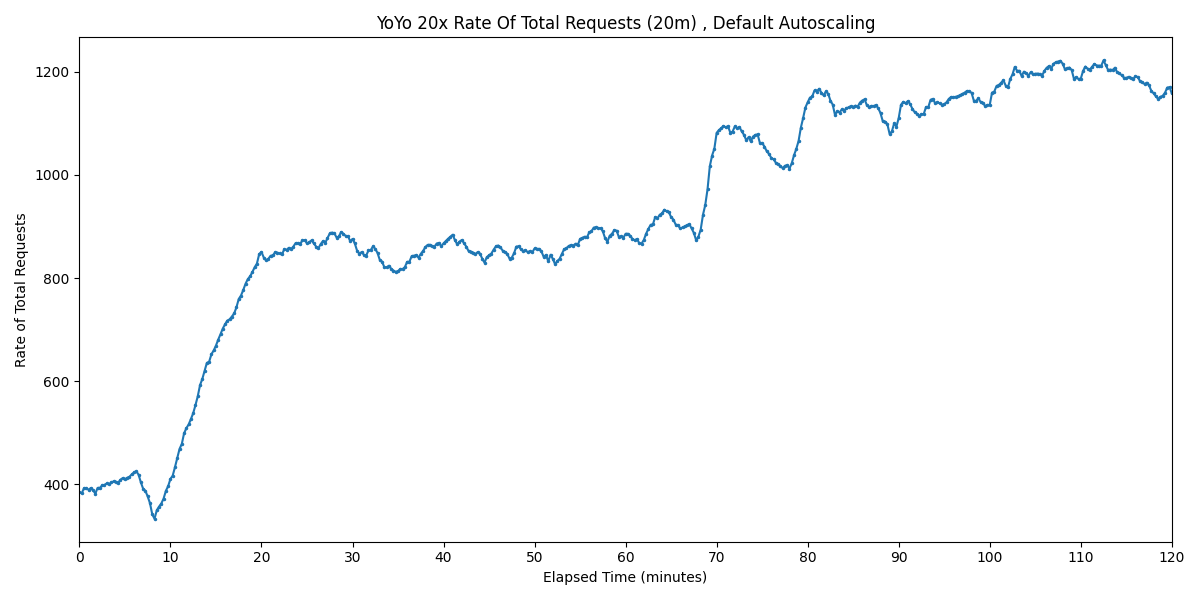 YoYo 20x Rate Of Total Requests (20m) , Default Autoscaling
Rate of Total Requests
1200
1000
800
600
400
0 10 20 30 40 50 60 70 80 90 100 110 120
Elapsed Time (minutes)